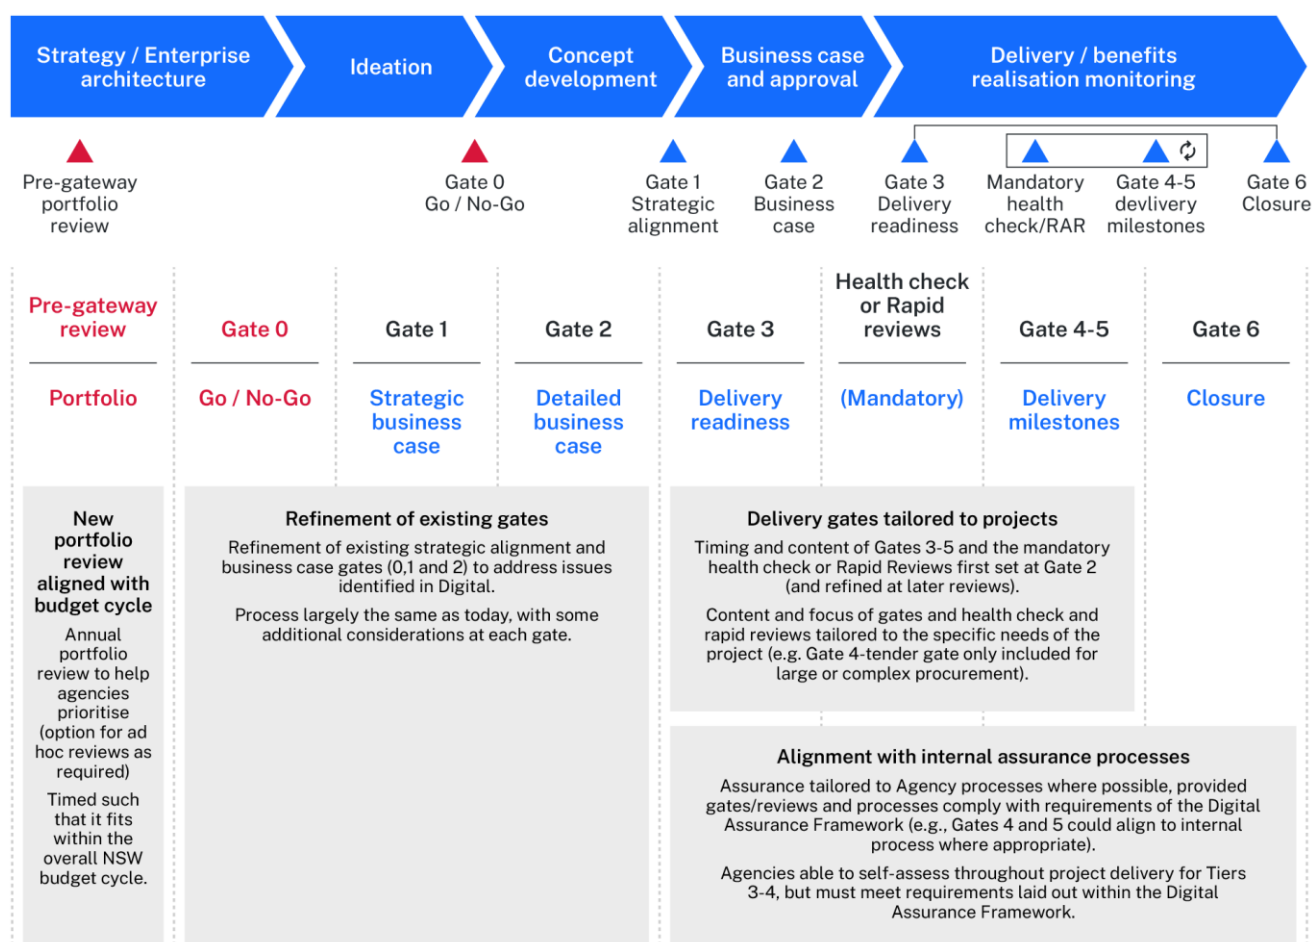 Strategy / Enterprise
architecture
Ideation
Concept
development
Business case
and approval
Delivery / benefits
realisation monitoring
Pre-gateway
portfolio
review
Gate 0
Go / No-Go
Gate 1
Strategic
alignment
Gate 2
Business
case
Gate 3
Delivery
readiness
Mandatory
health
check/RAR
Gate 4-5
devlivery
milestones
Gate 6
Closure
Pre-gateway
review
Gate 0
Gate 1
Gate 2
Gate 3
Health check
or Rapid
reviews
Gate 4-5
Gate 6
Portfolio
Go / No-Go
Strategic
business
case
Detailed
business
case
Delivery
readiness
(Mandatory)
Delivery
milestones
Closure
New
portfolio
review
aligned with
budget cycle
Annual
portfolio
review to help
agencies
prioritise
(option for ad
hoc reviews as
required)
Timed such
that it fits
within the
overall NSW
budget cycle.
Refinement of existing gates
Refinement of existing strategic alignment and
business case gates (0,1 and 2) to address issues
identified in Digital.
Process largely the same as today, with some
additional considerations at each gate.
Delivery gates tailored to projects
Timing and content of Gates 3-5 and the mandatory
health check or Rapid Reviews first set at Gate 2
(and refined at later reviews).
Content and focus of gates and health check and
rapid reviews tailored to the specific needs of the
project (e.g. Gate 4-tender gate only included for
large or complex procurement).
Alignment with internal assurance processes
Assurance tailored to Agency processes where possible, provided
gates/reviews and processes comply with requirements of the Digital
Assurance Framework (e.g., Gates 4 and 5 could align to internal
process where appropriate).
Agencies able to self-assess throughout project delivery for Tiers
3-4, but must meet requirements laid out within the Digital
Assurance Framework.